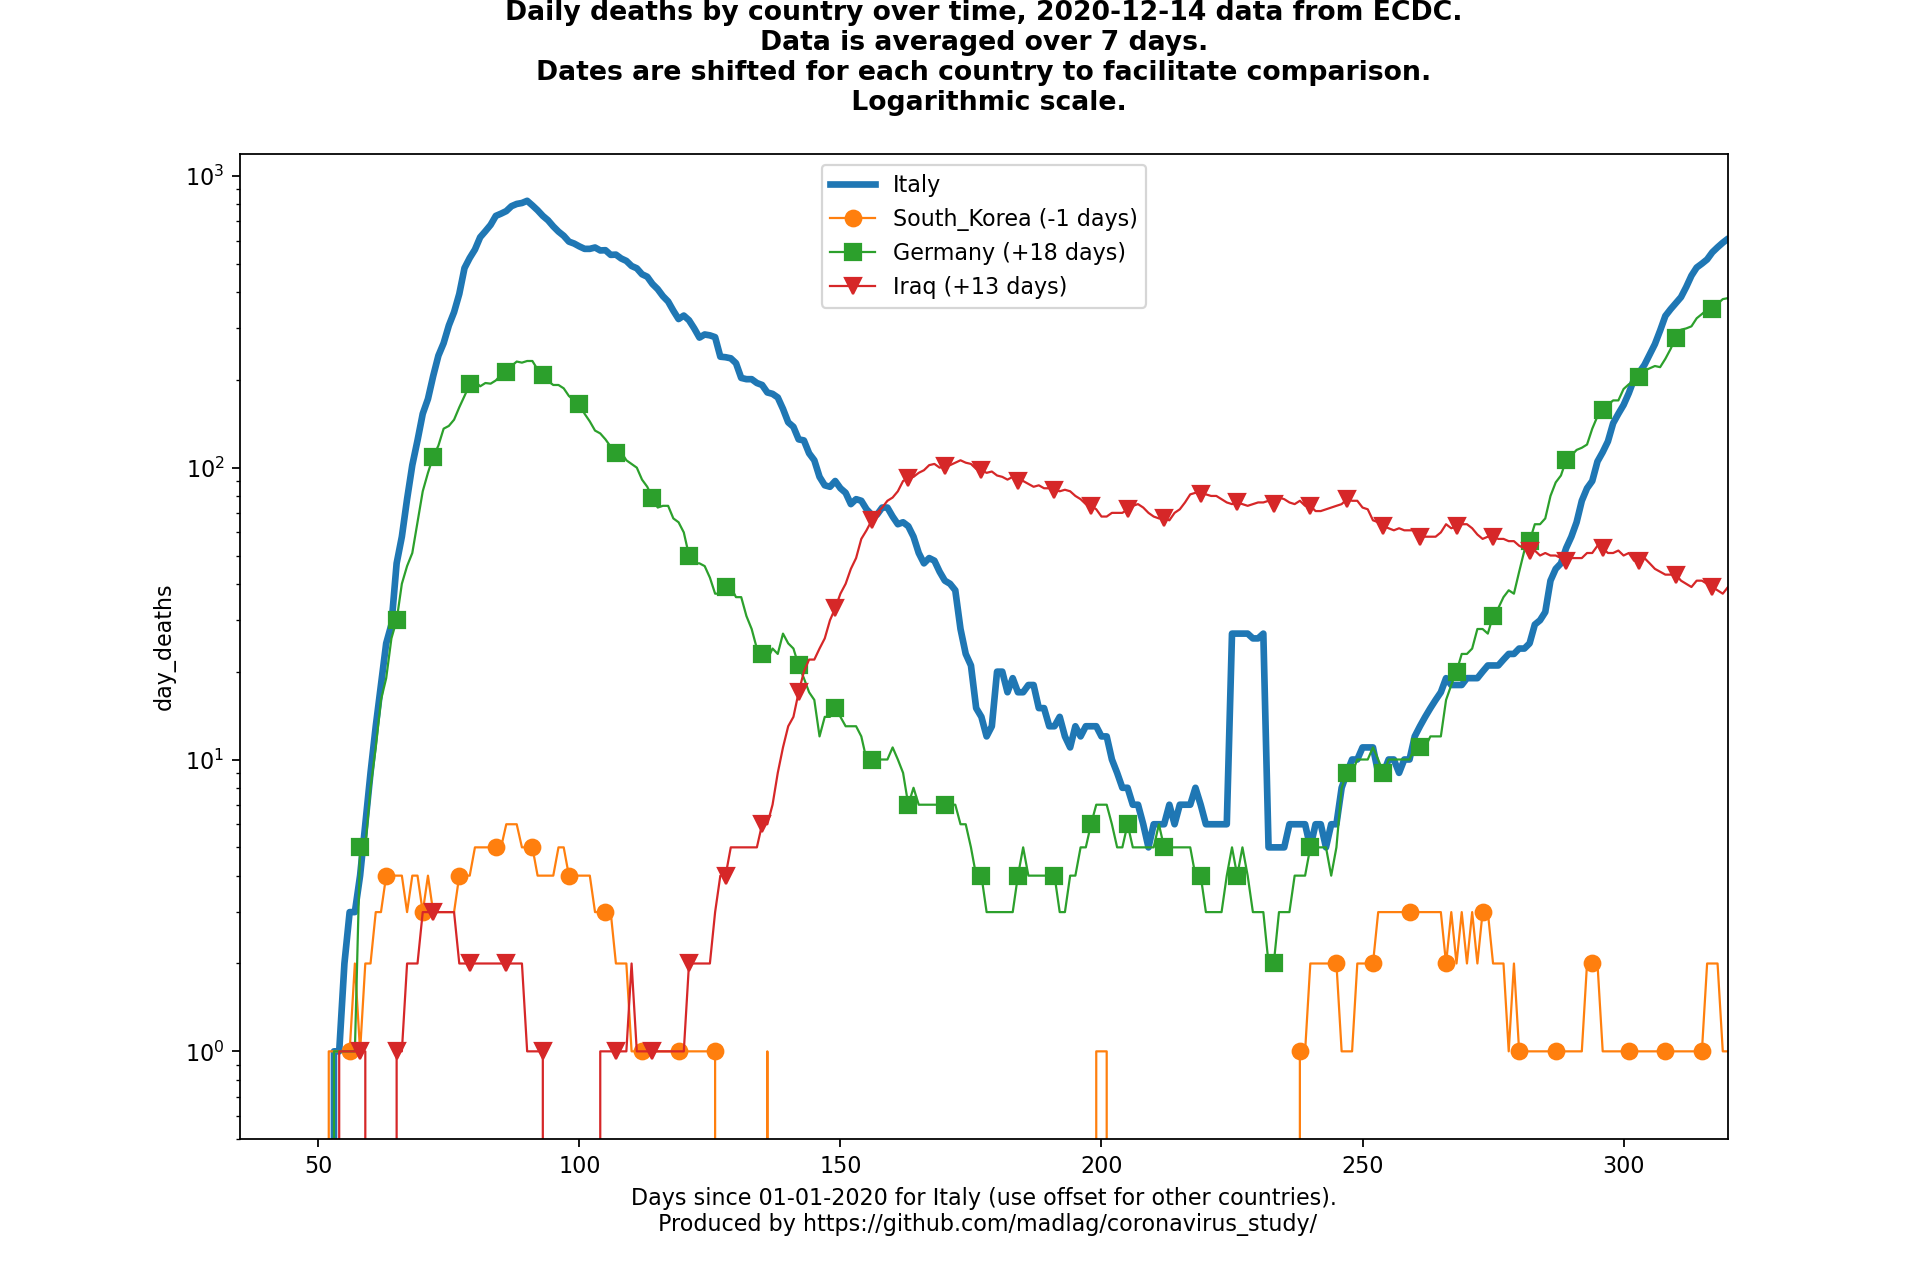 Daily deaths by country over time, 2020-12-14 data from ECDC.
Data is averaged over 7 days.
Dates are shifted for each country to facilitate comparison.
Logarithmic scale.
Italy
South_Korea (-1 days)
Germany (+18 days)
Iraq (+13 days)
day_deaths
10³
10²
10¹
10⁰
50 100 150 200 250 300
Days since 01-01-2020 for Italy (use offset for other countries).
Produced by https://github.com/madlag/coronavirus_study/